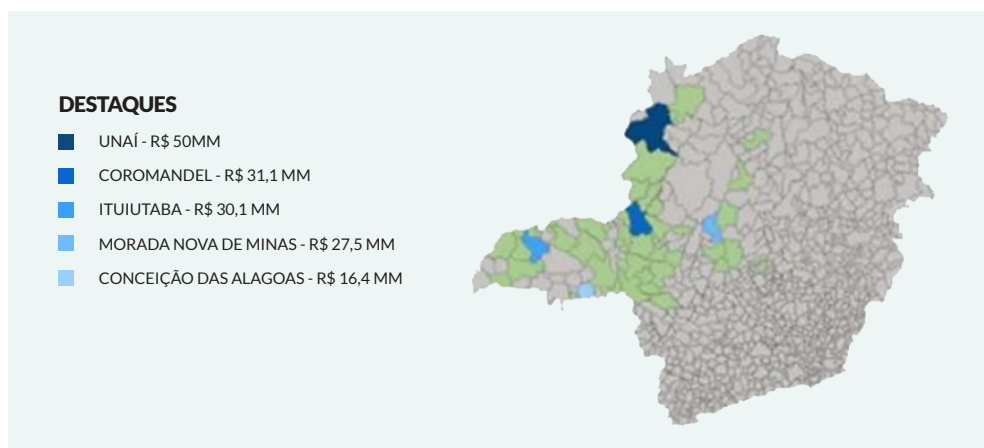 DESTAQUES
UNAÍ - R$ 50MM
COROMANDEL - R$ 31,1 MM
ITUIUTABA - R$ 30,1 MM
MORADA NOVA DE MINAS - R$ 27,5 MM
CONCEIÇÃO DAS ALAGOAS - R$ 16,4 MM